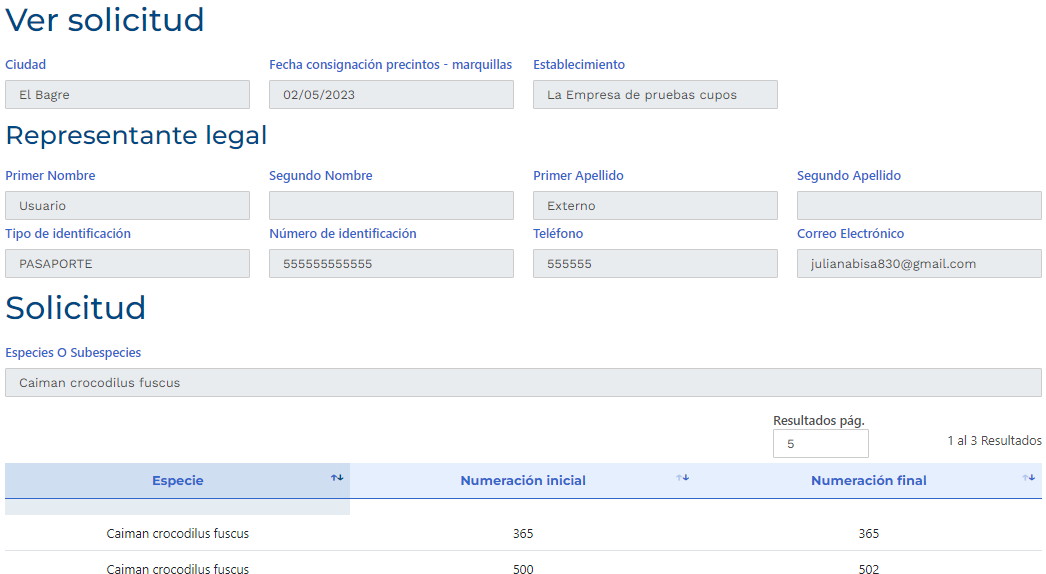 Ver solicitud
Ciudad Fecha consignación precintos - marquillas Establecimiento
El Bagre 02/05/2023 La Empresa de pruebas cupos
Representante legal
Primer Nombre Segundo Nombre Primer Apellido Segundo Apellido
Usuario Externo
Tipo de identificación Número de identificación Teléfono Correo Electrónico
PASAPORTE 555555555555 555555 julianabisa830@gmail.com
Solicitud
Especies O Subespecies
Caiman crocodilus fuscus
Resultados pág.
5 1 al 3 Resultados
Especie Numeración inicial Numeración final
Caiman crocodilus fuscus 365 365
Caiman crocodilus fuscus 500 502